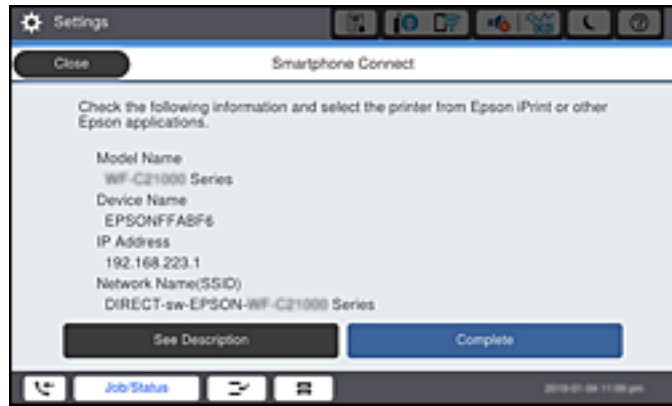 Settings
Close
Smartphone Connect
Check the following information and select the printer from Epson iPrint or other
Epson applications.
Model Name
WF-C21000 Series
Device Name
EPSONFFABF6
IP Address
192.168.223.1
Network Name(SSID)
DIRECT-sw-EPSON-WF-C21000 Series
See Description
Complete
Job/Status